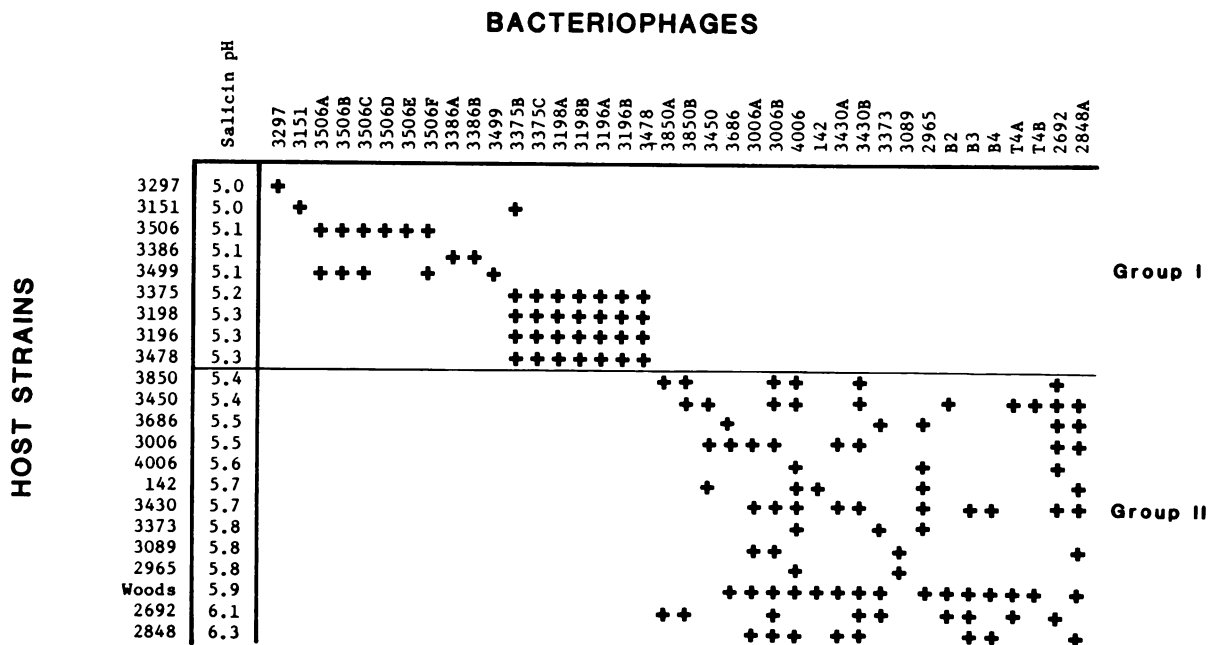 BACTERIOPHAGES
Salicin pH 3297 3151 3506A 3506B 3506C 3506D 3506E 3506F 3386A 3386B 3499 3375B 3375C 3198A 3198B 3196A 3196B 3478 3850A 3850B 3450 3686 3006A 3006B 4006 142 3430A 3430B 3373 3089 2965 B2 B3 B4 T4A T4B 2692 2848A
HOST STRAINS
3297 5.0 +
3151 5.0 + +
3506 5.1 + + + + + +
3386 5.1 + +
3499 5.1 + + + + +
Group I
3375 5.2 + + + + + + +
3198 5.3 + + + + + + +
3196 5.3 + + + + + + +
3478 5.3 + + + + + + +
3850 5.4 + + + + + +
3450 5.4 + + + + + + + + + +
3686 5.5 + + + + +
3006 5.5 + + + + + + + +
4006 5.6 + + +
142 5.7 + + + + +
3430 5.7 + + + + + + + + + +
Group II
3373 5.8 + + +
3089 5.8 + + + +
2965 5.8 + +
Woods 5.9 + + + + + + + + + + + + + + +
2692 6.1 + + + + + + + + +
2848 6.3 + + + + + + + +